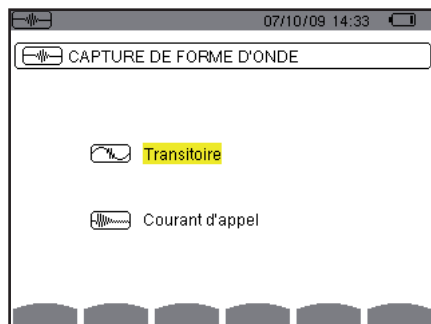 07/10/09 14:33
CAPTURE DE FORME D'ONDE
Transitoire
Courant d'appel